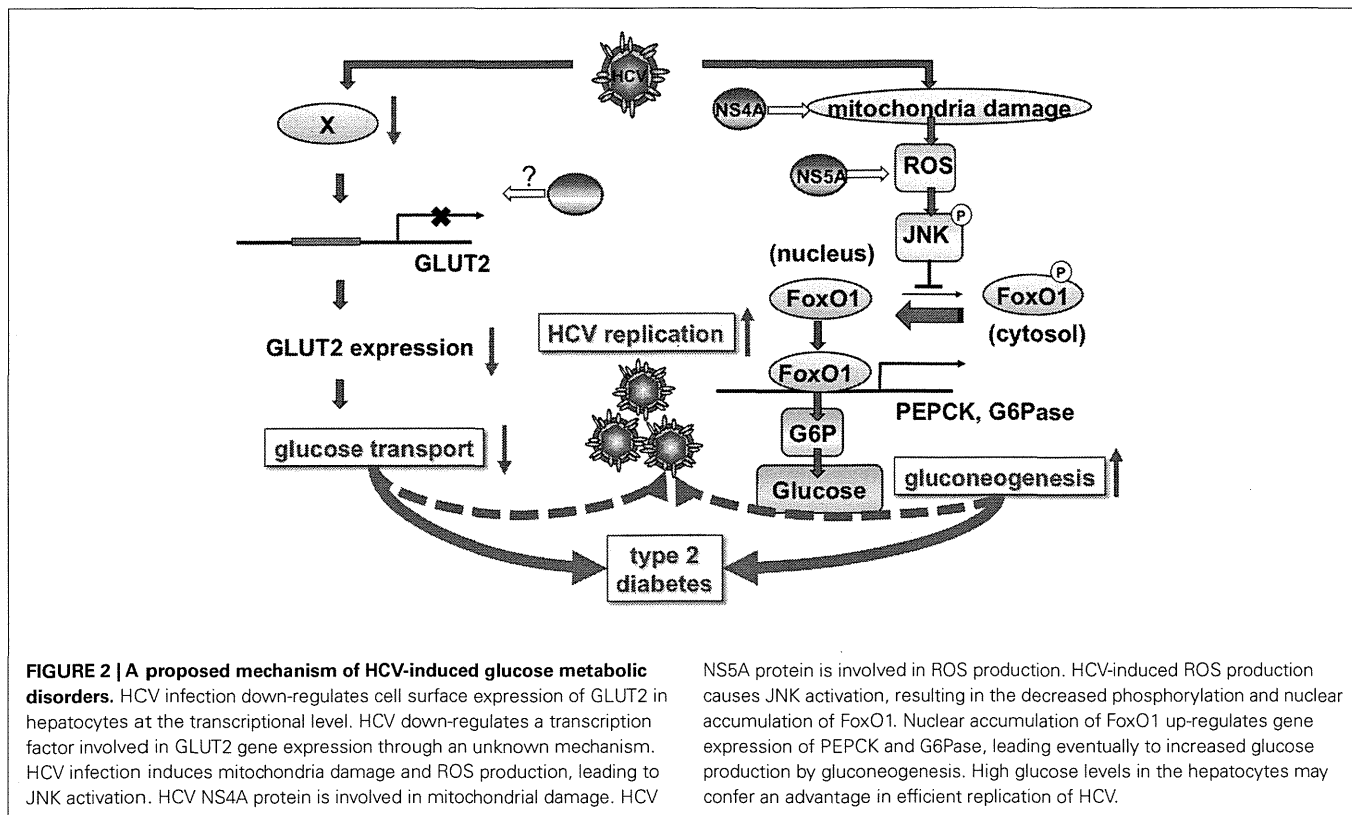 HCV
NS4A
mitochondria damage
X
ROS
NS5A
?
P
JNK
(nucleus)
GLUT2
P
FoxO1
FoxO1
(cytosol)
HCV replication
GLUT2 expression
FoxO1
PEPCK, G6Pase
G6P
glucose transport
gluconeogenesis
Glucose
type 2
diabetes
FIGURE 2 | A proposed mechanism of HCV-induced glucose metabolic
disorders. HCV infection down-regulates cell surface expression of GLUT2 in
hepatocytes at the transcriptional level. HCV down-regulates a transcription
factor involved in GLUT2 gene expression through an unknown mechanism.
HCV infection induces mitochondria damage and ROS production, leading to
JNK activation. HCV NS4A protein is involved in mitochondrial damage. HCV
NS5A protein is involved in ROS production. HCV-induced ROS production
causes JNK activation, resulting in the decreased phosphorylation and nuclear
accumulation of FoxO1. Nuclear accumulation of FoxO1 up-regulates gene
expression of PEPCK and G6Pase, leading eventually to increased glucose
production by gluconeogenesis. High glucose levels in the hepatocytes may
confer an advantage in efficient replication of HCV.